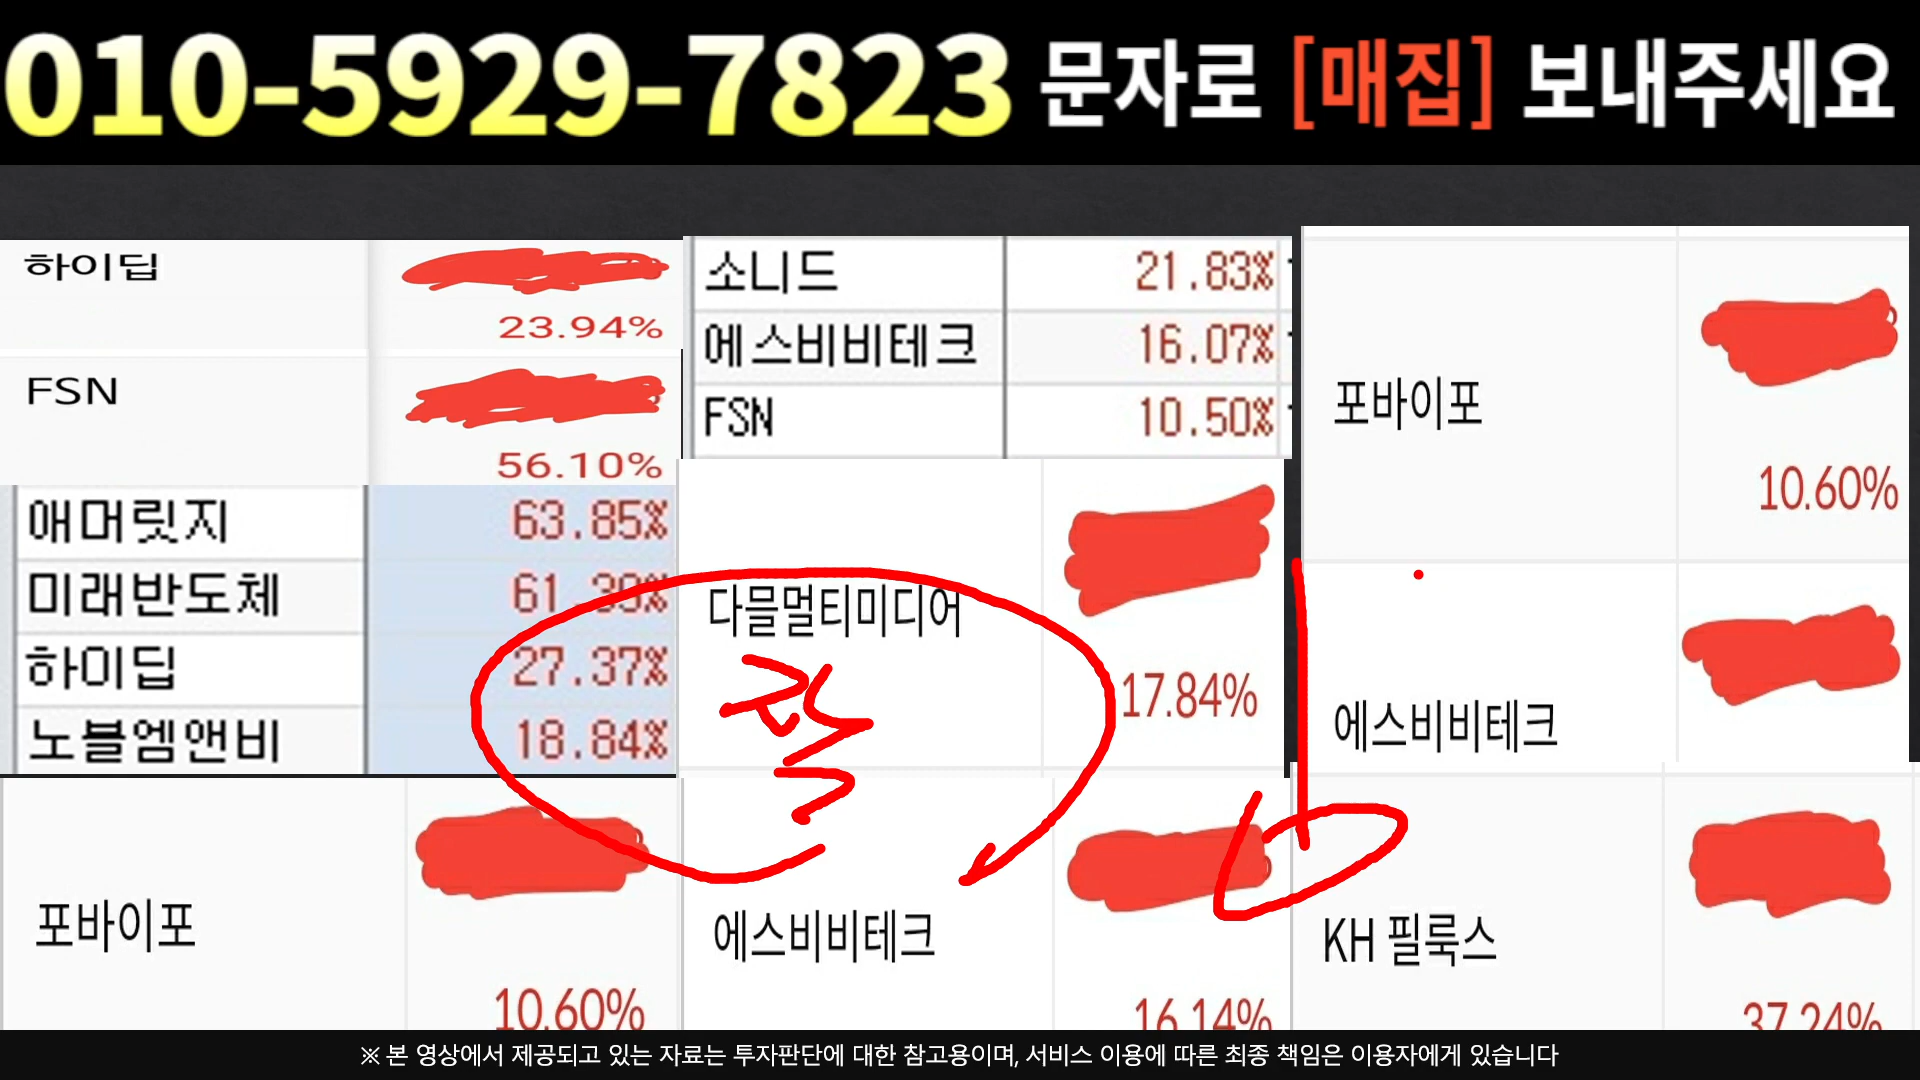 010-5929-7823 문자로 [매집] 보내주세요
하이딥
23.94%
FSN
56.10%
애머릿지 63.85%
미래반도체 61.39%
하이딥 27.37%
노블엠앤비 18.84%
소니드 21.83%
에스비비테크 16.07%
FSN 10.50%
다믈멀티미디어
17.84%
포바이포
10.60%
에스비비테크
포바이포
10.60%
에스비비테크
16.14%
KH 필룩스
37.24%
※ 본 영상에서 제공되고 있는 자료는 투자판단에 대한 참고용이며, 서비스 이용에 따른 최종 책임은 이용자에게 있습니다